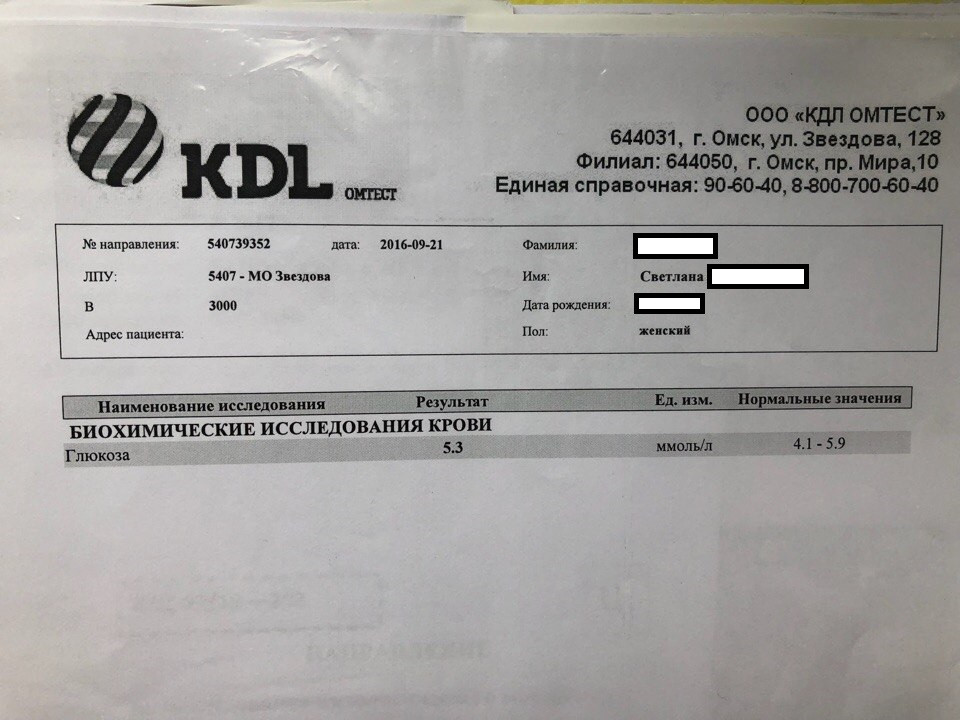 KDL ОМТЕСТ
ООО «КДЛ ОМТЕСТ»
644031, г. Омск, ул. Звездова, 128
Филиал: 644050, г. Омск, пр. Мира,10
Единая справочная: 90-60-40, 8-800-700-60-40
№ направления: 540739352 дата: 2016-09-21 Фамилия:
ЛПУ: 5407 - МО Звездова Имя: Светлана
В 3000 Дата рождения:
Адрес пациента: Пол: женский
Наименование исследования Результат Ед. изм. Нормальные значения
БИОХИМИЧЕСКИЕ ИССЛЕДОВАНИЯ КРОВИ
Глюкоза 5.3 ммоль/л 4.1 - 5.9